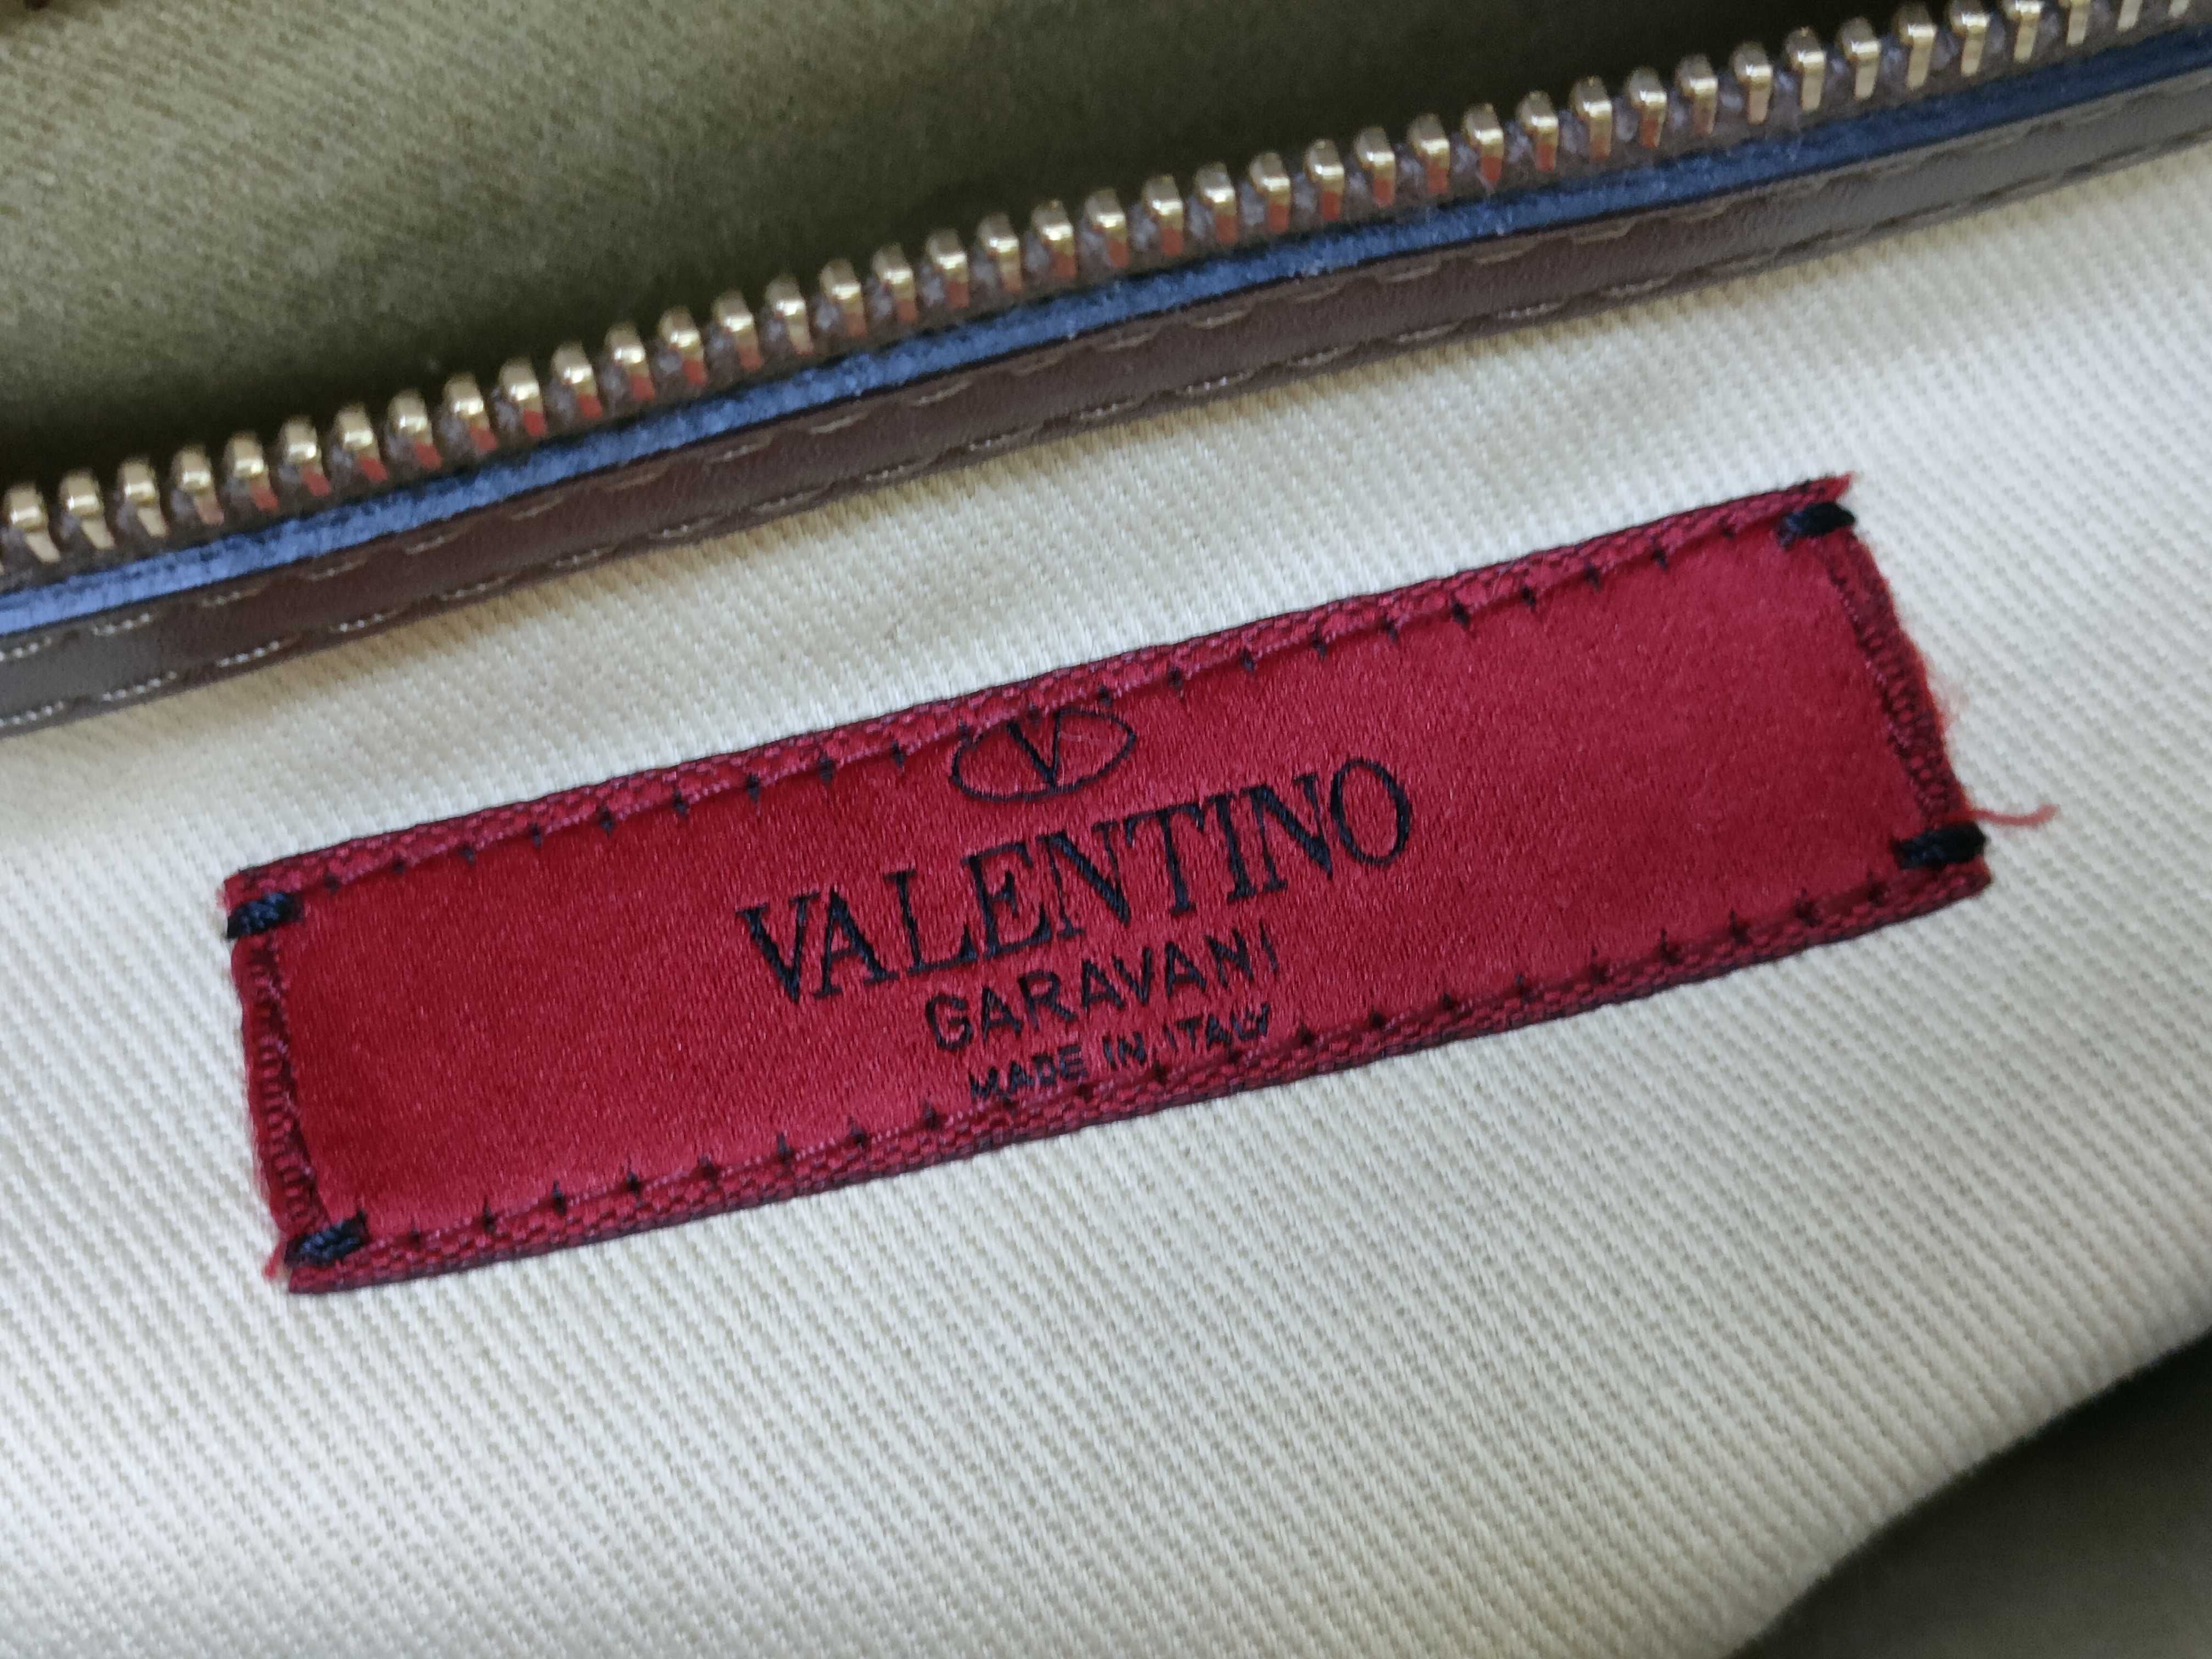 V
VALENTINO
GARAVANI
MADE IN ITALY